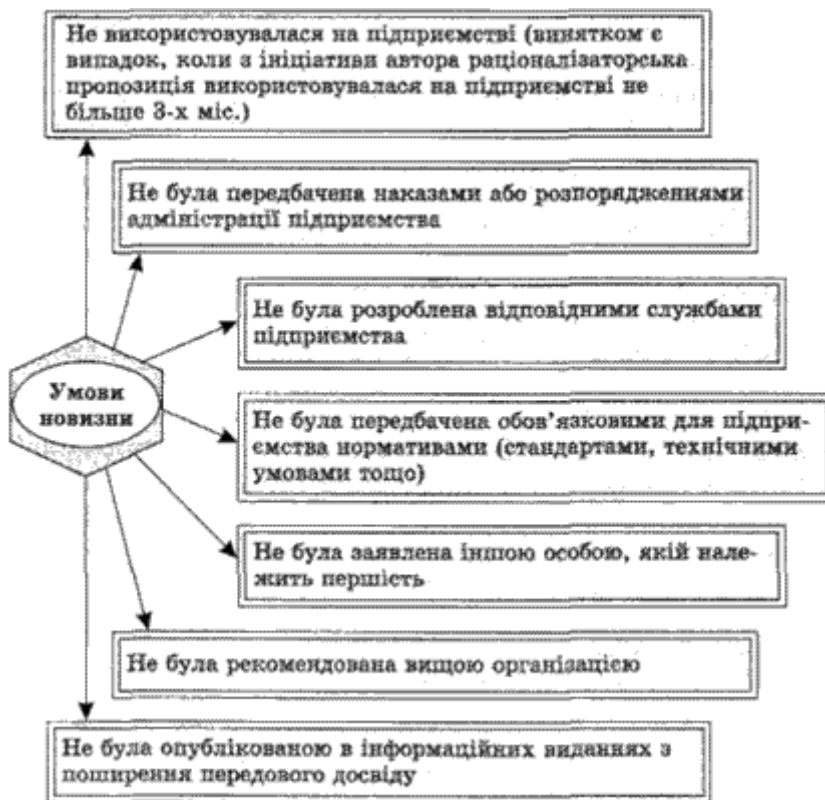 Не використовувалася на підприємстві (винятком є
випадок, коли з ініціативи автора раціоналізаторська
пропозиція використовувалася на підприємстві не
більше 3-х міс.)
Не була передбачена наказами або розпорядженнями
адміністрації підприємства
Не була розроблена відповідними службами
підприємства
Умови
новизни
Не була передбачена обов’язковими для підпри-
ємства нормативами (стандартами, технічними
умовами тощо)
Не була заявлена іншою особою, якій нале-
жить першість
Не була рекомендована вищою організацією
Не була опублікованою в інформаційних виданнях з
поширення передового досвіду